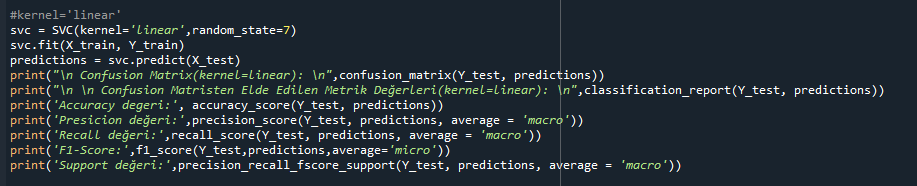 #kernel='linear'
svc = SVC(kernel='linear',random_state=7)
svc.fit(X_train, Y_train)
predictions = svc.predict(X_test)
print("\n Confusion Matrix(kernel=linear): \n",confusion_matrix(Y_test, predictions))
print("\n \n Confusion Matristen Elde Edilen Metrik Değerleri(kernel=linear): \n",classification_report(Y_test, predictions))
print('Accuracy degeri:', accuracy_score(Y_test, predictions))
print('Presicion değeri:',precision_score(Y_test, predictions, average = 'macro'))
print('Recall değeri:',recall_score(Y_test, predictions, average = 'macro'))
print('F1-Score:',f1_score(Y_test,predictions,average='micro'))
print('Support değeri:',precision_recall_fscore_support(Y_test, predictions, average = 'macro'))